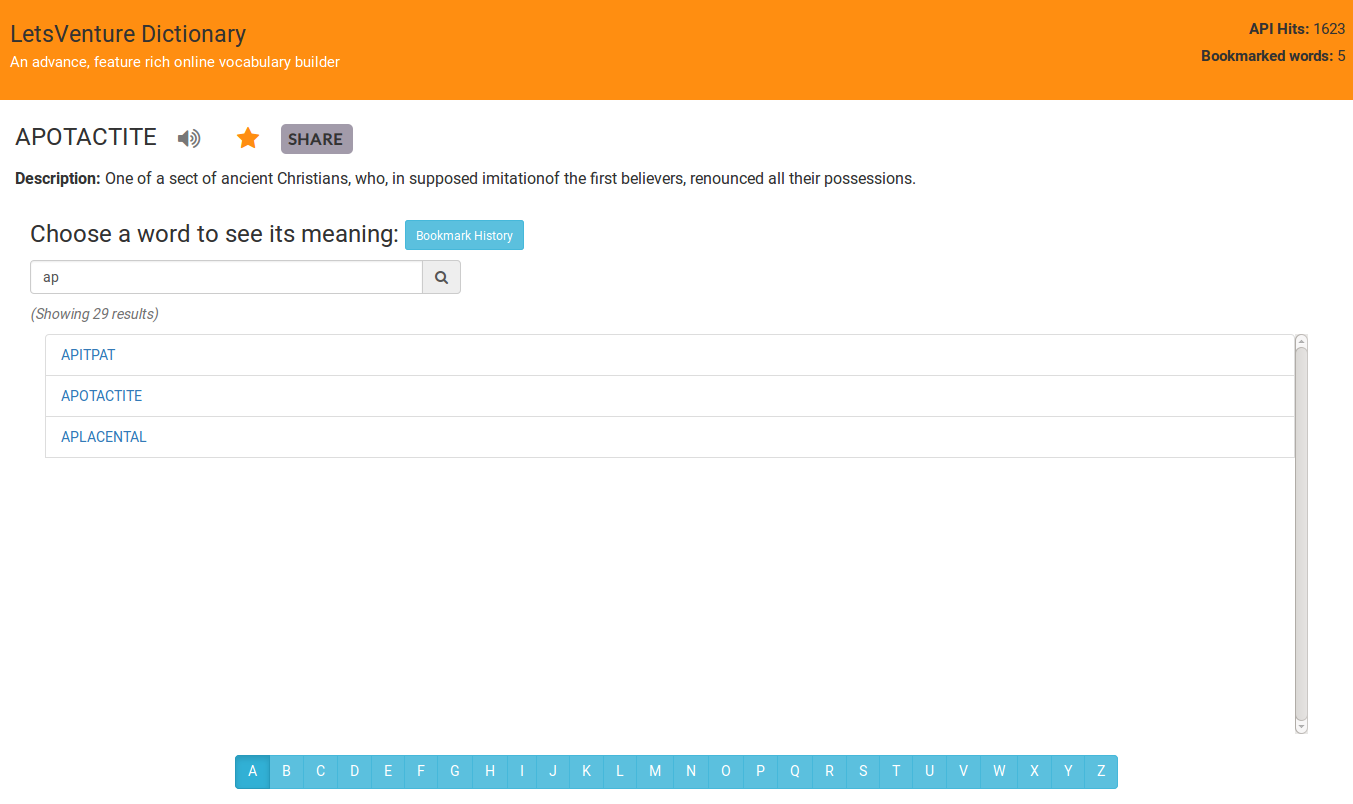 LetsVenture Dictionary
An advance, feature rich online vocabulary builder
API Hits: 1623
Bookmarked words: 5
APOTACTITE SHARE
Description: One of a sect of ancient Christians, who, in supposed imitationof the first believers, renounced all their possessions.
Choose a word to see its meaning: Bookmark History
ap
(Showing 29 results)
APITPAT
APOTACTITE
APLACENTAL
A B C D E F G H I J K L M N O P Q R S T U V W X Y Z